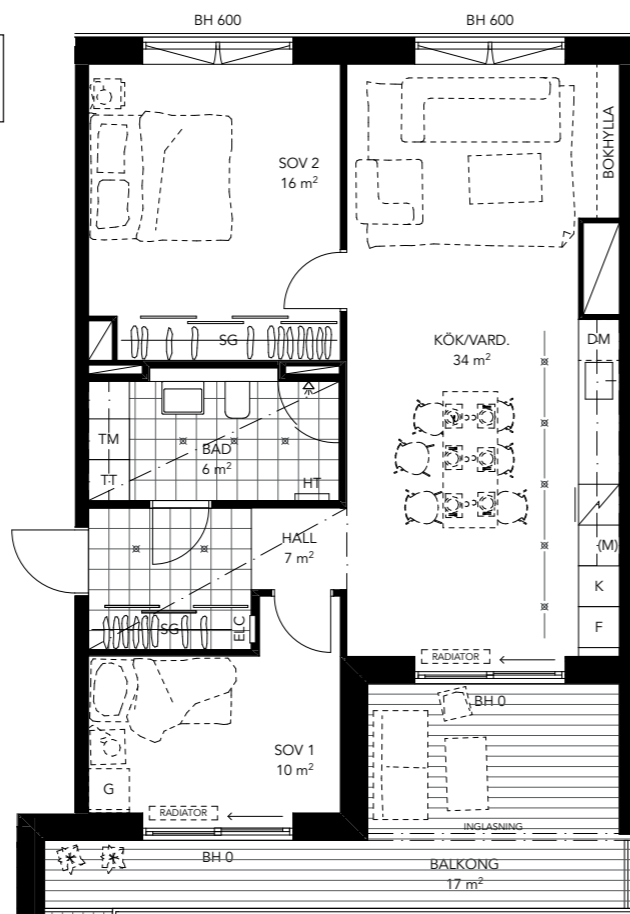 BH 600
BH 600
SOV 2
16 m²
BOKHYLLA
SG
KÖK/VARD.
34 m²
DM
TM
BAD
6 m²
TT
HT
HALL
7 m²
(M)
K
SG
ELC
F
RADIATOR
BH 0
SOV 1
10 m²
G
RADIATOR
INGLASNING
BH 0
BALKONG
17 m²